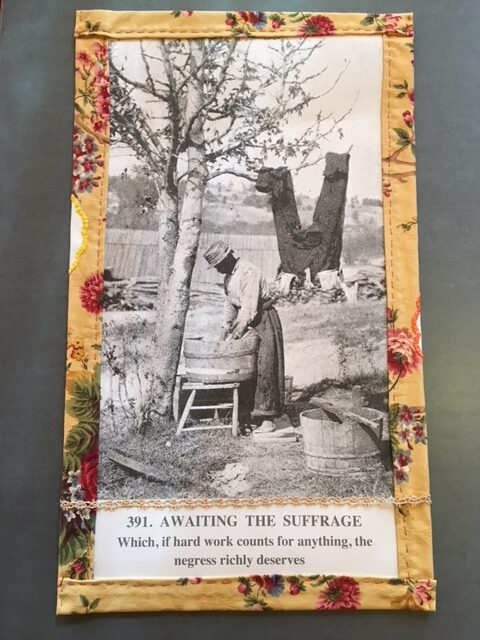 391. AWAITING THE SUFFRAGE
Which, if hard work counts for anything, the
negress richly deserves